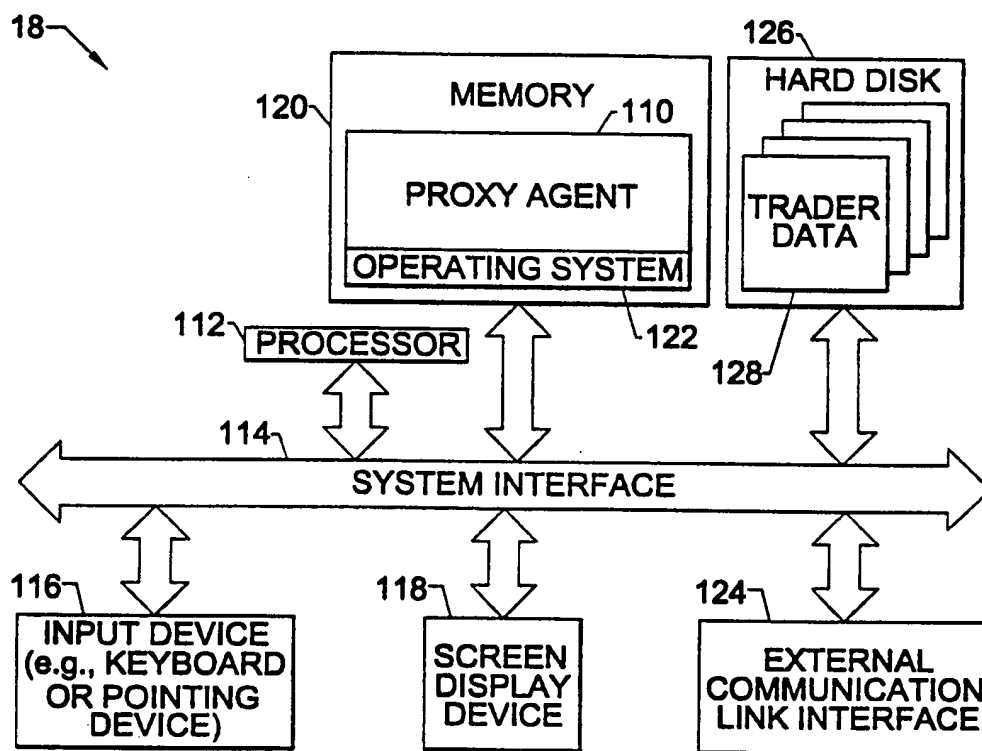 18
120
MEMORY
110
PROXY AGENT
OPERATING SYSTEM
122
126
HARD DISK
TRADER
DATA
128
112
PROCESSOR
114
SYSTEM INTERFACE
116
INPUT DEVICE
(e.g., KEYBOARD
OR POINTING
DEVICE)
118
SCREEN
DISPLAY
DEVICE
124
EXTERNAL
COMMUNICATION
LINK INTERFACE